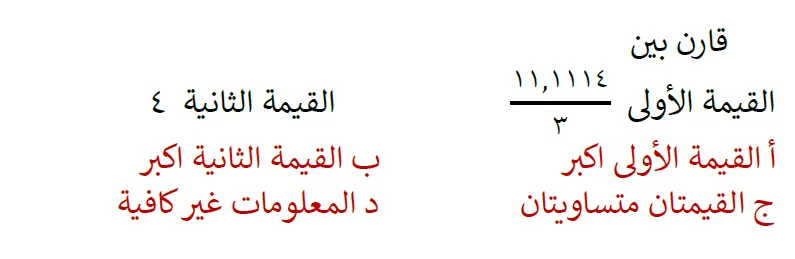 قارن بين
القيمة الأولى ١١,١١١٤/٣ القيمة الثانية ٤
أ القيمة الأولى اكبر ب القيمة الثانية اكبر
ج القيمتان متساويتان د المعلومات غير كافية